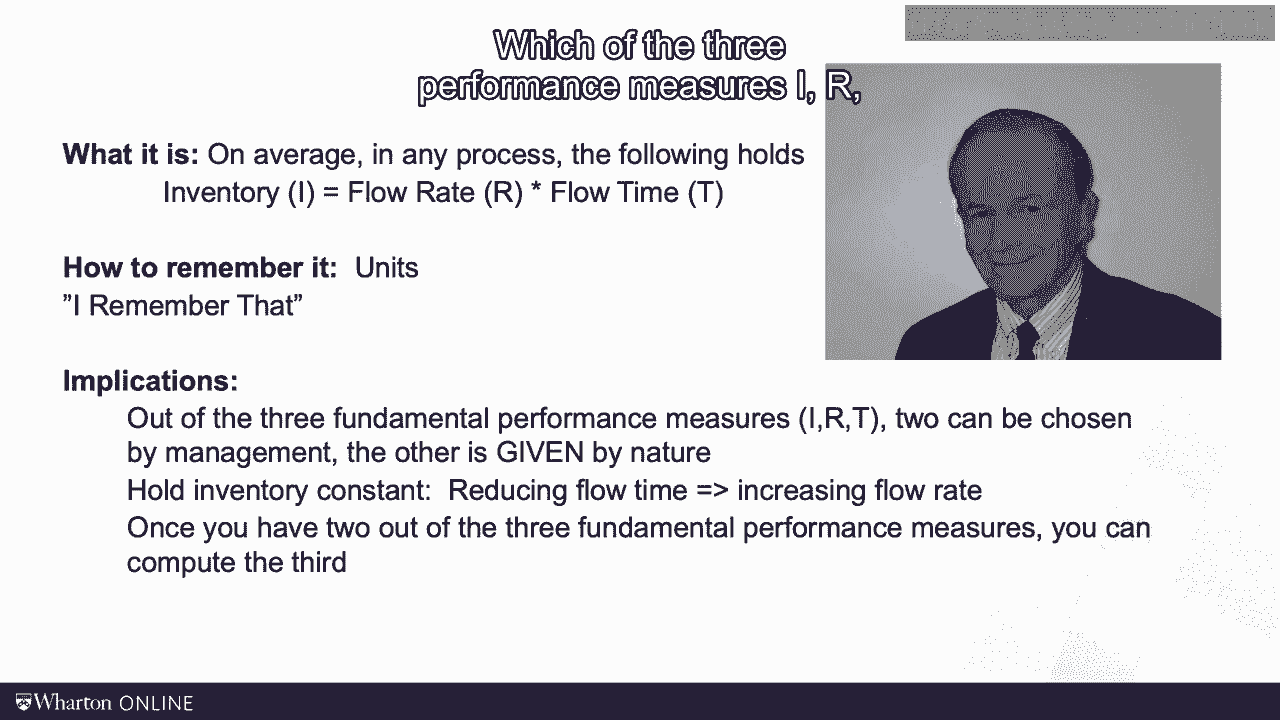 Which of the three
performance measures I, R,
What it is: On average, in any process, the following holds
Inventory (I) = Flow Rate (R) * Flow Time (T)
How to remember it: Units
”I Remember That”
Implications:
Out of the three fundamental performance measures (I,R,T), two can be chosen
by management, the other is GIVEN by nature
Hold inventory constant: Reducing flow time => increasing flow rate
Once you have two out of the three fundamental performance measures, you can
compute the third
Wharton ONLINE